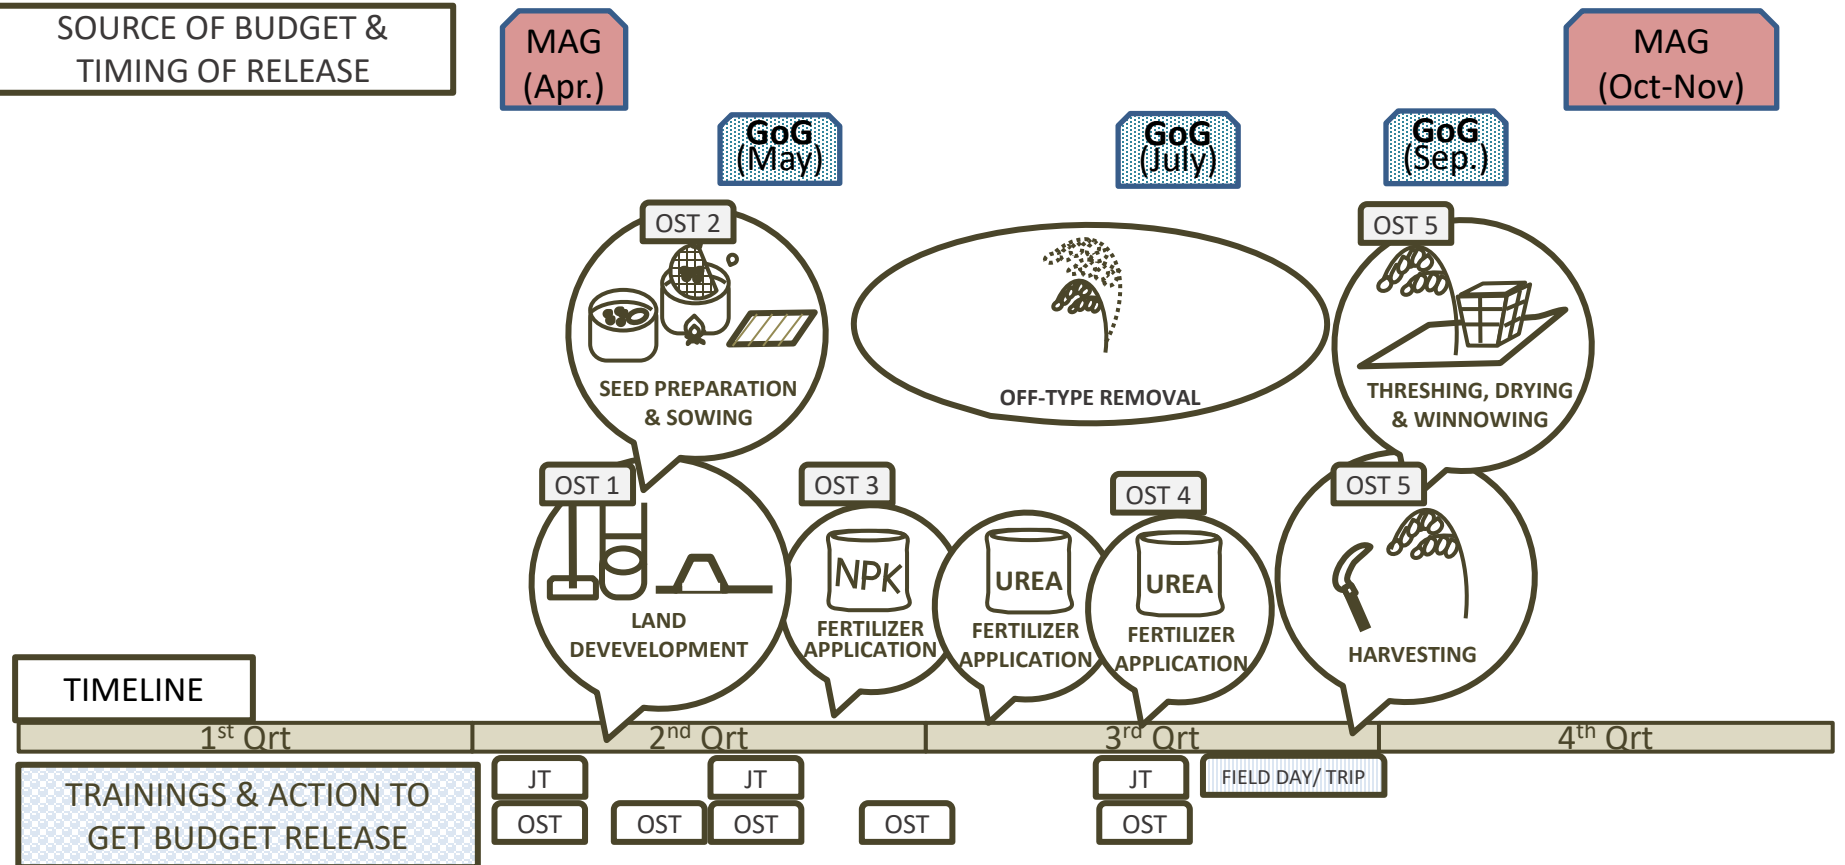 SOURCE OF BUDGET &
TIMING OF RELEASE
MAG
(Apr.)
MAG
(Oct-Nov)
GoG
(May)
GoG
(July)
GoG
(Sep.)
OST 2
SEED PREPARATION
& SOWING
OFF-TYPE REMOVAL
OST 5
THRESHING, DRYING
& WINNOWING
OST 1
LAND
DEVEVELOPMENT
OST 3
NPK
FERTILIZER
APPLICATION
UREA
FERTILIZER
APPLICATION
OST 4
UREA
FERTILIZER
APPLICATION
OST 5
HARVESTING
TIMELINE
1st Qrt
2nd Qrt
3rd Qrt
4th Qrt
TRAININGS & ACTION TO
GET BUDGET RELEASE
JT
JT
JT
FIELD DAY/ TRIP
OST
OST
OST
OST
OST